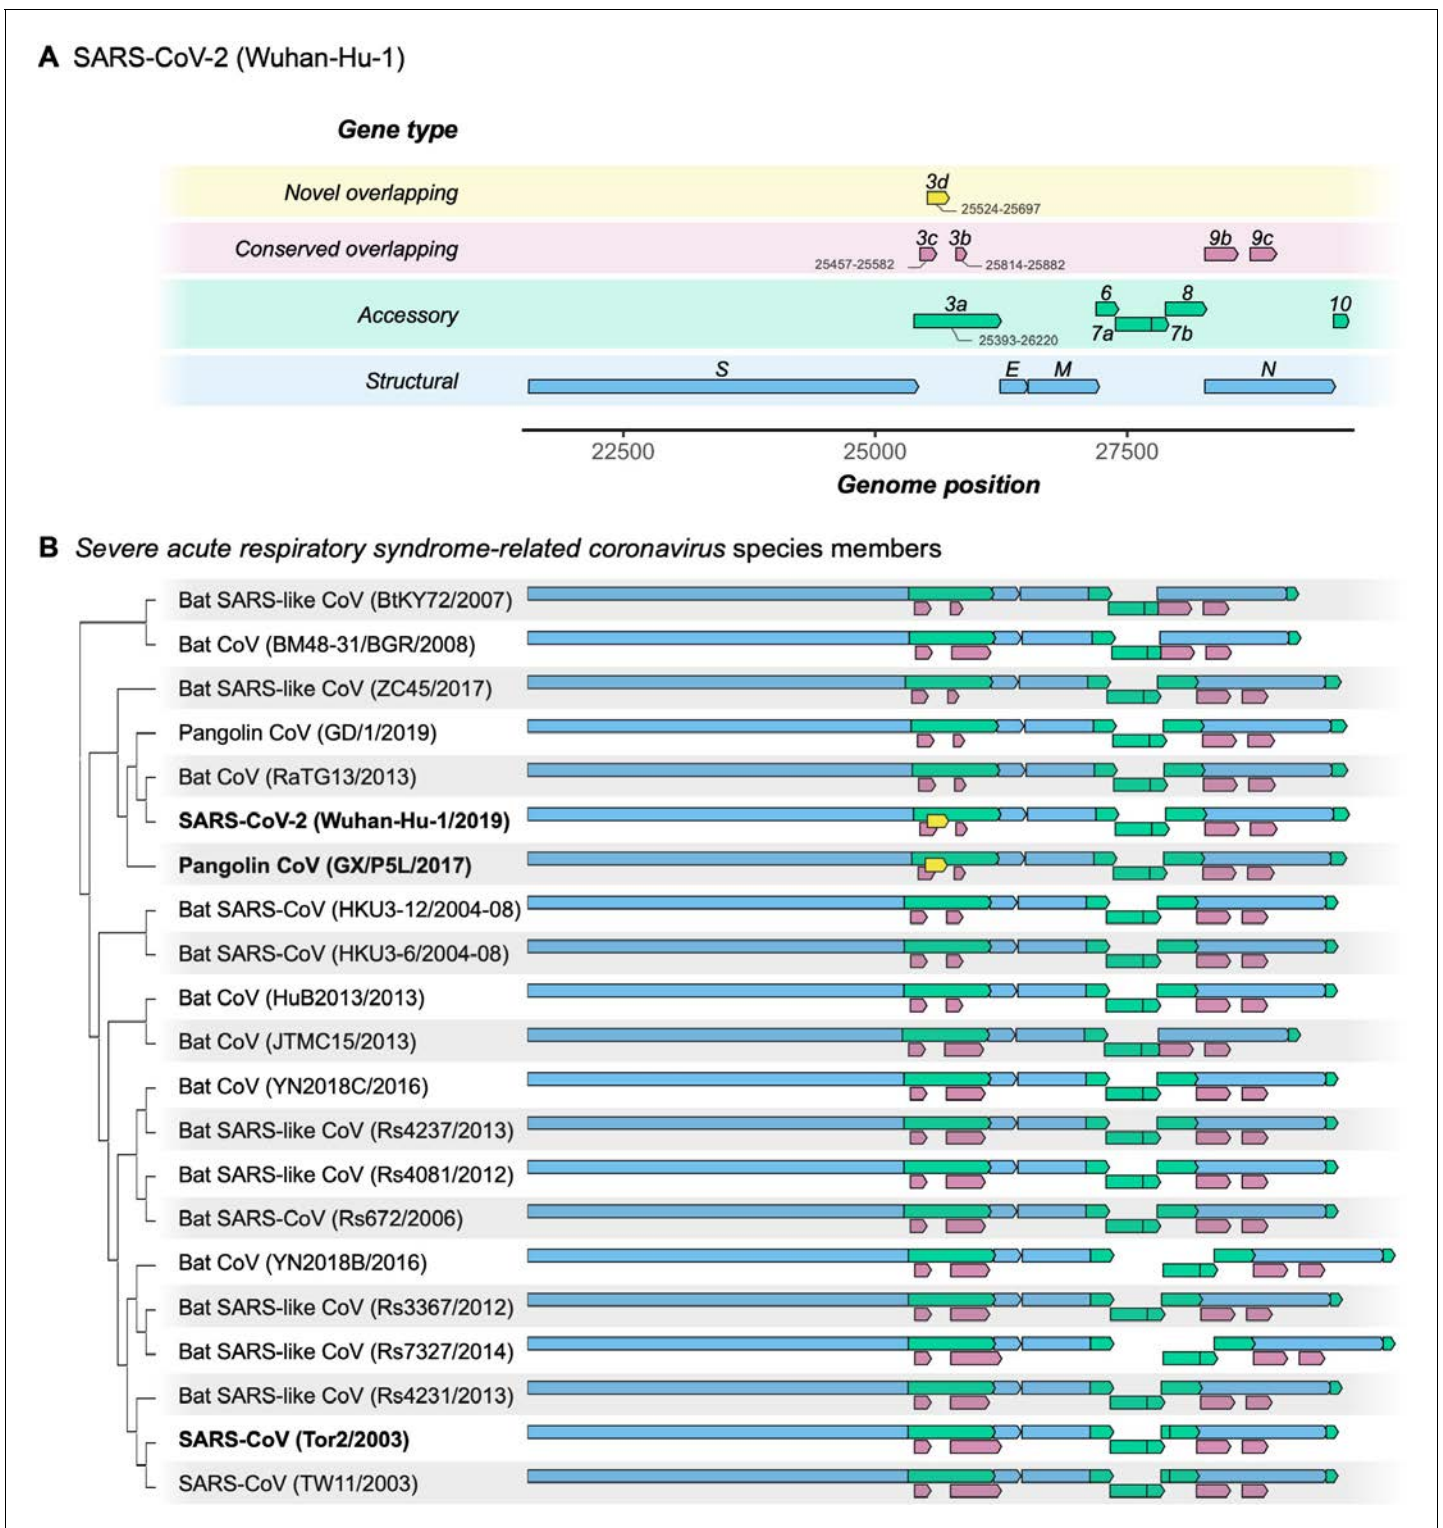 A SARS-CoV-2 (Wuhan-Hu-1)
Gene type
Novel overlapping
3d
25524-25697
Conserved overlapping
3c 3b 9b 9c
25457-25582 25814-25882
Accessory
3a 6 8 10
7a 7b
25393-26220
Structural
S E M N
22500 25000 27500
Genome position
B Severe acute respiratory syndrome-related coronavirus species members
Bat SARS-like CoV (BtKY72/2007)
Bat CoV (BM48-31/BGR/2008)
Bat SARS-like CoV (ZC45/2017)
Pangolin CoV (GD/1/2019)
Bat CoV (RaTG13/2013)
SARS-CoV-2 (Wuhan-Hu-1/2019)
Pangolin CoV (GX/P5L/2017)
Bat SARS-CoV (HKU3-12/2004-08)
Bat SARS-CoV (HKU3-6/2004-08)
Bat CoV (HuB2013/2013)
Bat CoV (JTMC15/2013)
Bat CoV (YN2018C/2016)
Bat SARS-like CoV (Rs4237/2013)
Bat SARS-like CoV (Rs4081/2012)
Bat SARS-CoV (Rs672/2006)
Bat CoV (YN2018B/2016)
Bat SARS-like CoV (Rs3367/2012)
Bat SARS-like CoV (Rs7327/2014)
Bat SARS-like CoV (Rs4231/2013)
SARS-CoV (Tor2/2003)
SARS-CoV (TW11/2003)